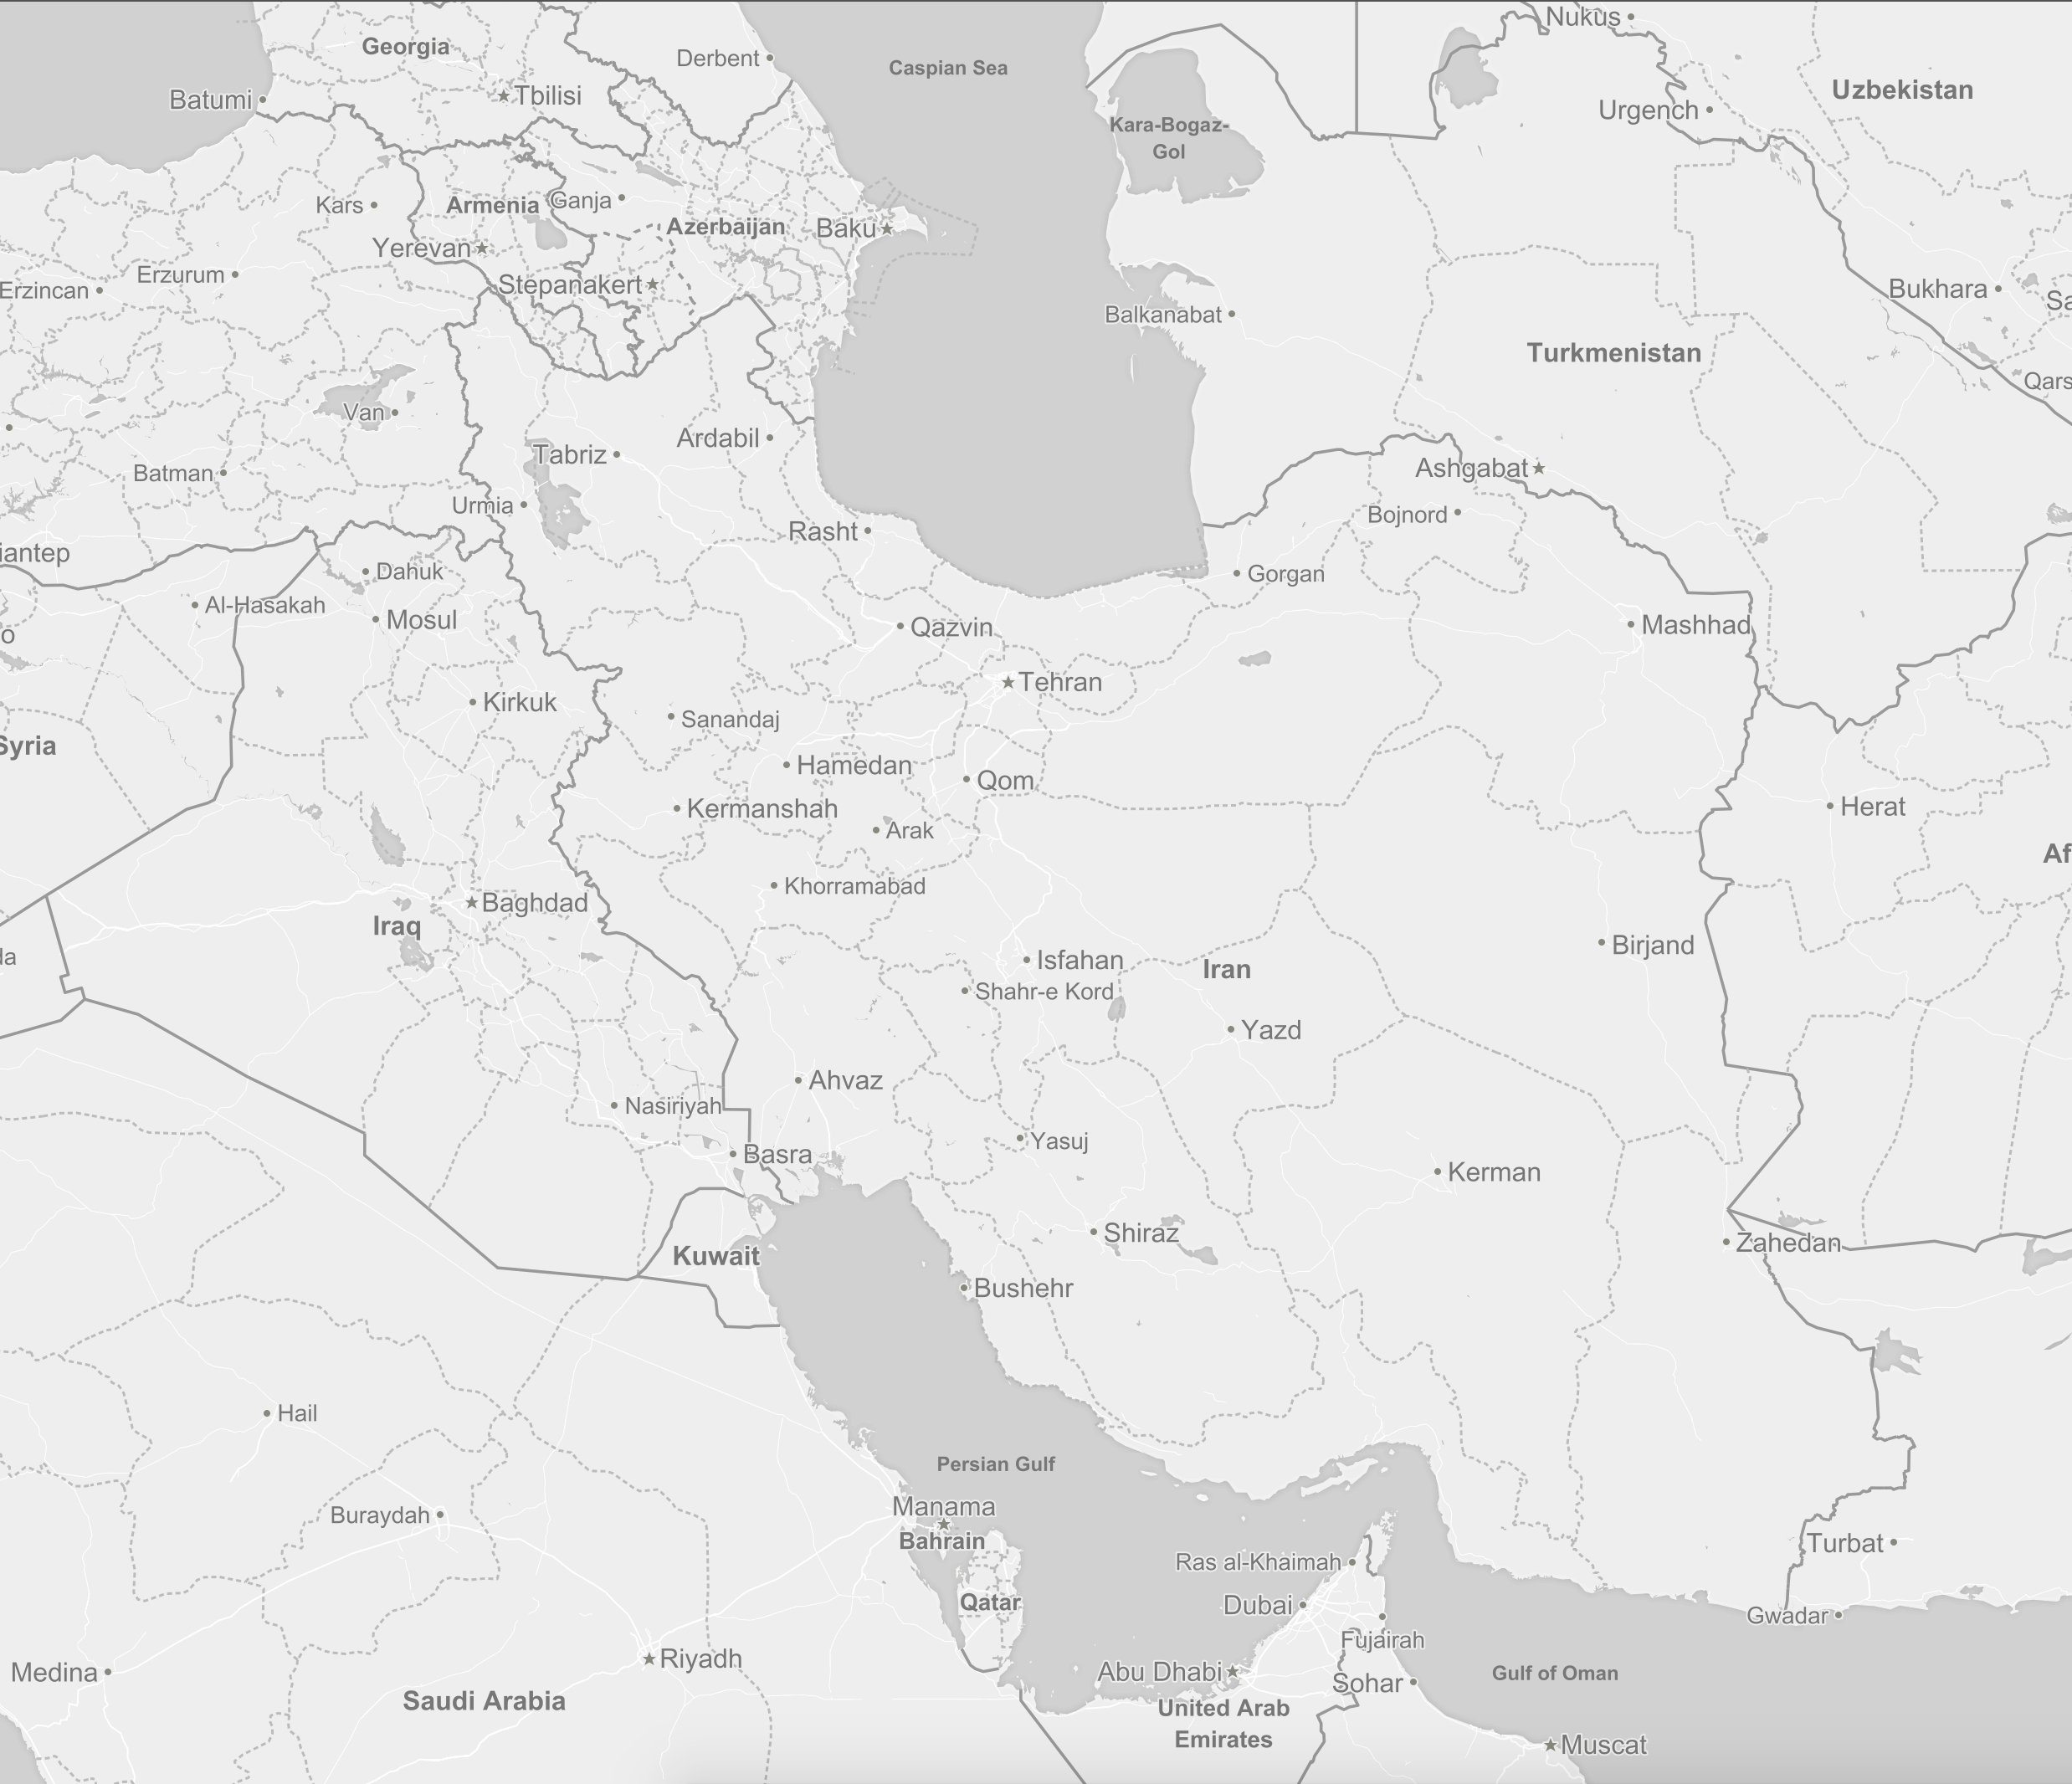 Nukus
Georgia
Derbent
Caspian Sea
Uzbekistan
Batumi
Tbilisi
Urgench
Kara-Bogaz-
Gol
Kars
Armenia
Ganja
Azerbaijan
Baku
Yerevan
Erzurum
Stepanakert
Erzincan
Bukhara
Sa
Balkanabat
Turkmenistan
Qars
Van
Ardabil
Tabriz
Ashgabat
Batman
Urmia
Bojnord
Rasht
iantep
Dahuk
Gorgan
Al-Hasakah
Mosul
Mashhad
Qazvin
o
Tehran
Kirkuk
Sanandaj
Syria
Hamedan
Qom
Kermanshah
Herat
Arak
Af
Khorramabad
Baghdad
Iraq
Birjand
da
Isfahan
Iran
Shahr-e Kord
Yazd
Ahvaz
Nasiriyah
Yasuj
Basra
Kerman
Shiraz
Zahedan
Kuwait
Bushehr
Hail
Persian Gulf
Manama
Buraydah
Bahrain
Turbat
Ras al-Khaimah
Qatar
Dubai
Gwadar
Fujairah
Riyadh
Medina
Abu Dhabi
Gulf of Oman
Sohar
Saudi Arabia
United Arab
Emirates
Muscat